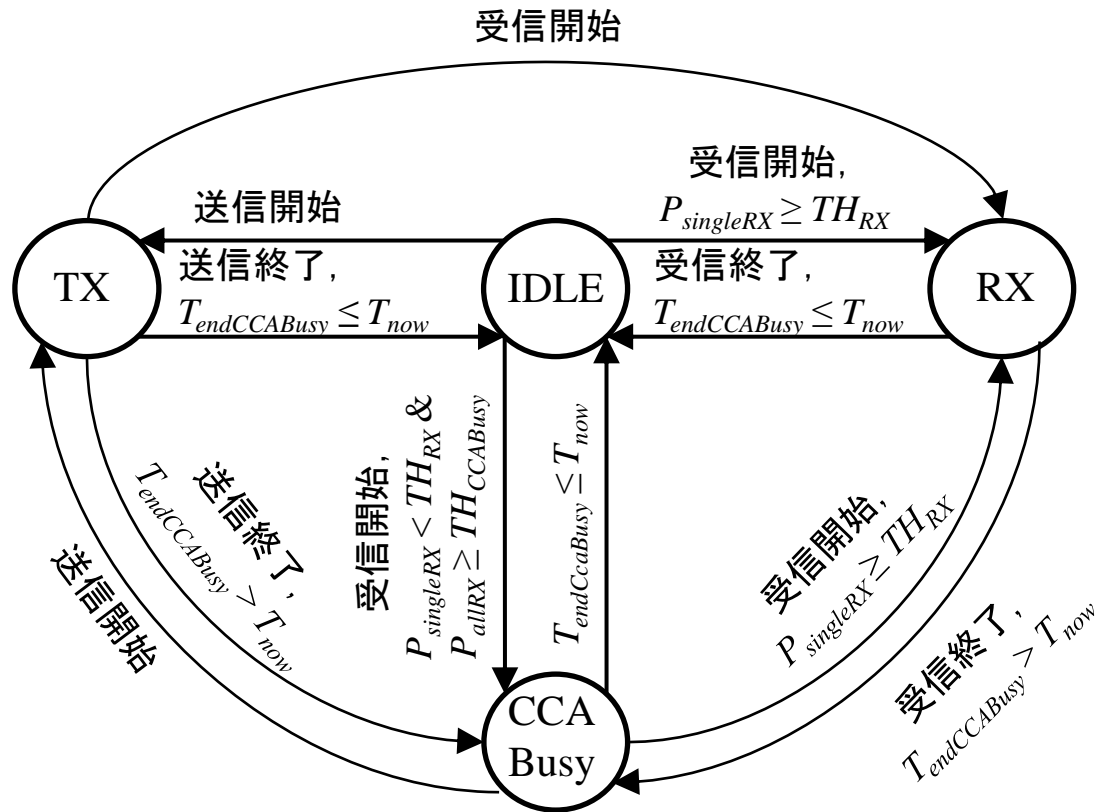 受信開始
受信開始,
P_singleRX ≥ TH_RX
送信開始
送信終了,
T_endCCABusy ≤ T_now
受信終了,
T_endCCABusy ≤ T_now
TX
IDLE
RX
受信開始,
P_singleRX < TH_RX &
P_allRX ≥ TH_CCABusy
T_endCcaBusy ≤ T_now
送信終了,
T_endCCABusy > T_now
送信開始
受信開始,
P_singleRX ≥ TH_RX
受信終了,
T_endCCABusy > T_now
CCA
Busy